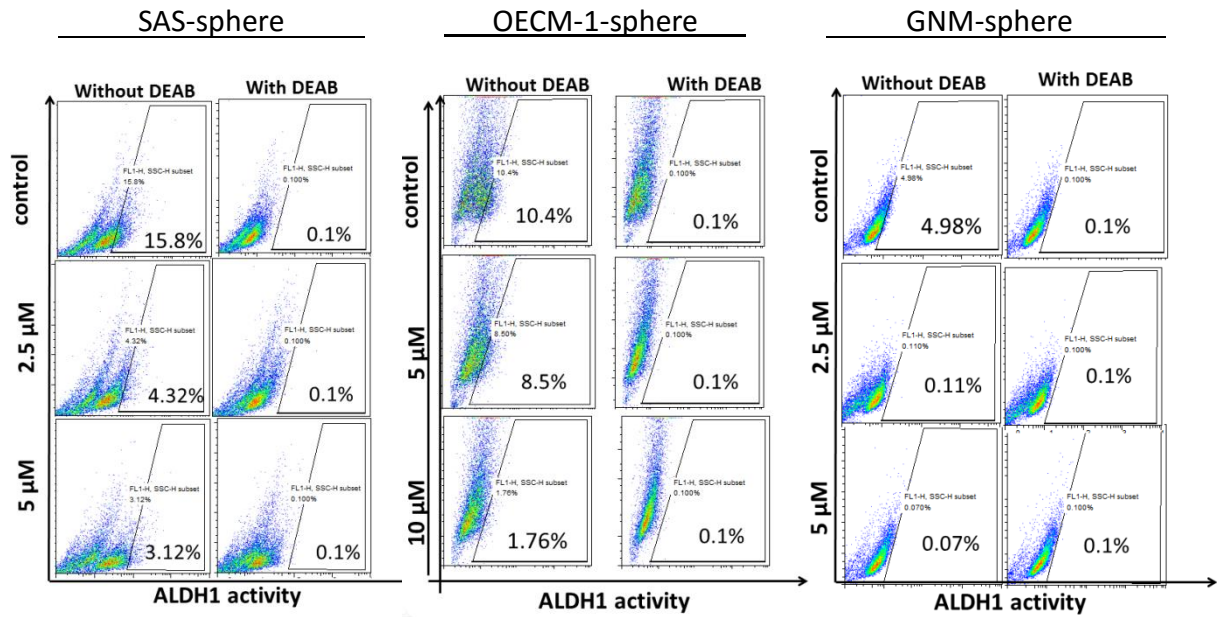 SAS-sphere
OECM-1-sphere
GNM-sphere
Without DEAB
With DEAB
control
FL1-H, SSC-H subset
15.8%
15.8%
FL1-H, SSC-H subset
0.100%
0.1%
2.5 µM
FL1-H, SSC-H subset
4.32%
4.32%
FL1-H, SSC-H subset
0.100%
0.1%
5 µM
FL1-H, SSC-H subset
3.12%
3.12%
FL1-H, SSC-H subset
0.100%
0.1%
ALDH1 activity
Without DEAB
With DEAB
control
FL1-H, SSC-H subset
10.4%
10.4%
FL1-H, SSC-H subset
0.100%
0.1%
5 µM
FL1-H, SSC-H subset
8.50%
8.5%
FL1-H, SSC-H subset
0.100%
0.1%
10 µM
FL1-H, SSC-H subset
1.76%
1.76%
FL1-H, SSC-H subset
0.100%
0.1%
ALDH1 activity
Without DEAB
With DEAB
control
FL1-H, SSC-H subset
4.98%
4.98%
FL1-H, SSC-H subset
0.100%
0.1%
2.5 µM
FL1-H, SSC-H subset
0.110%
0.11%
FL1-H, SSC-H subset
0.100%
0.1%
5 µM
FL1-H, SSC-H subset
0.070%
0.07%
FL1-H, SSC-H subset
0.100%
0.1%
ALDH1 activity